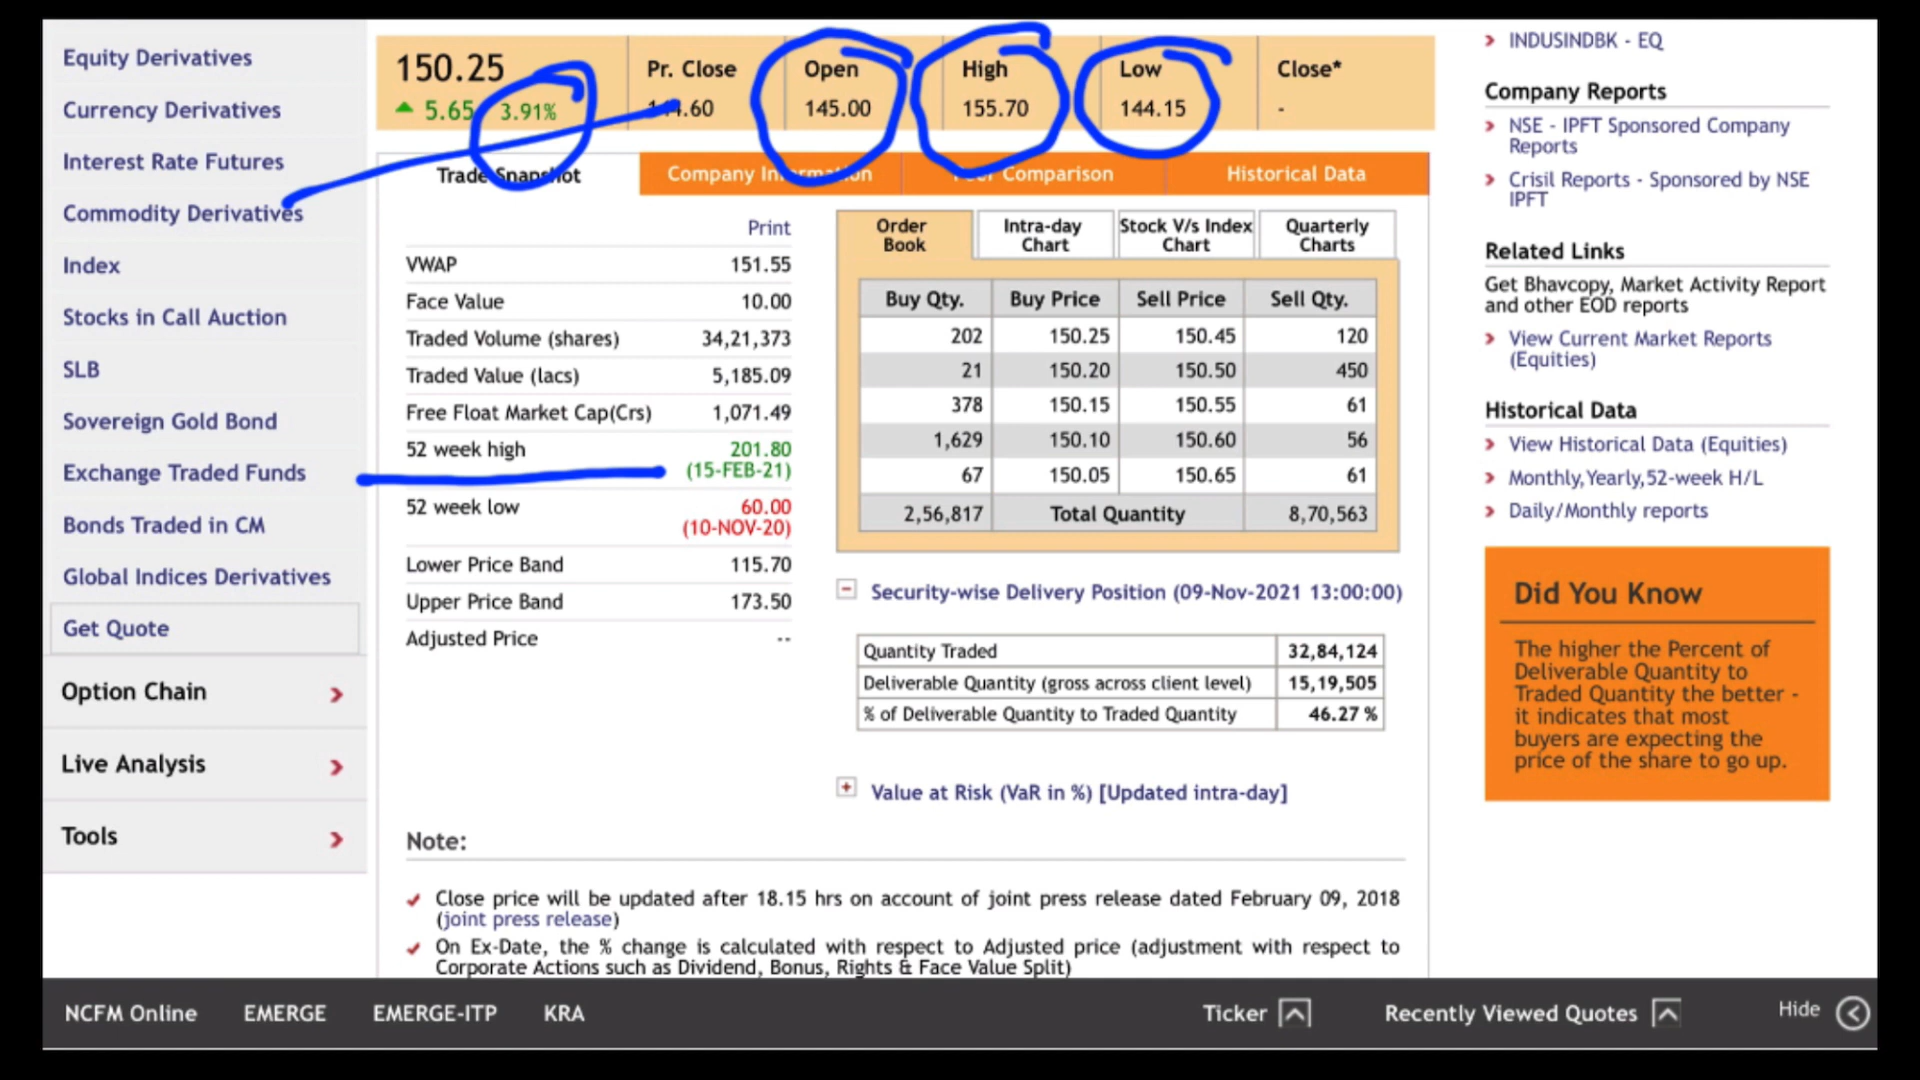 Equity Derivatives
Currency Derivatives
Interest Rate Futures
Commodity Derivatives
Index
Stocks in Call Auction
SLB
Sovereign Gold Bond
Exchange Traded Funds
Bonds Traded in CM
Global Indices Derivatives
Get Quote
Option Chain
Live Analysis
Tools
150.25
5.65 3.91%
Pr. Close
144.60
Open
145.00
High
155.70
Low
144.15
Close*
-
Trade Snapshot
Company Information
Peer Comparison
Historical Data
Print
VWAP 151.55
Face Value 10.00
Traded Volume (shares) 34,21,373
Traded Value (lacs) 5,185.09
Free Float Market Cap(Crs) 1,071.49
52 week high 201.80
(15-FEB-21)
52 week low 60.00
(10-NOV-20)
Lower Price Band 115.70
Upper Price Band 173.50
Adjusted Price --
Order
Book
Intra-day
Chart
Stock V/s Index
Chart
Quarterly
Charts
Buy Qty. Buy Price Sell Price Sell Qty.
202 150.25 150.45 120
21 150.20 150.50 450
378 150.15 150.55 61
1,629 150.10 150.60 56
67 150.05 150.65 61
2,56,817 Total Quantity 8,70,563
Security-wise Delivery Position (09-Nov-2021 13:00:00)
Quantity Traded 32,84,124
Deliverable Quantity (gross across client level) 15,19,505
% of Deliverable Quantity to Traded Quantity 46.27 %
Value at Risk (VaR in %) [Updated intra-day]
Note:
Close price will be updated after 18.15 hrs on account of joint press release dated February 09, 2018
(joint press release)
On Ex-Date, the % change is calculated with respect to Adjusted price (adjustment with respect to
Corporate Actions such as Dividend, Bonus, Rights & Face Value Split)
INDUSINDBK - EQ
Company Reports
NSE - IPFT Sponsored Company
Reports
Crisil Reports - Sponsored by NSE
IPFT
Related Links
Get Bhavcopy, Market Activity Report
and other EOD reports
View Current Market Reports
(Equities)
Historical Data
View Historical Data (Equities)
Monthly,Yearly,52-week H/L
Daily/Monthly reports
Did You Know
The higher the Percent of
Deliverable Quantity to
Traded Quantity the better -
it indicates that most
buyers are expecting the
price of the share to go up.
NCFM Online EMERGE EMERGE-ITP KRA Ticker Recently Viewed Quotes Hide